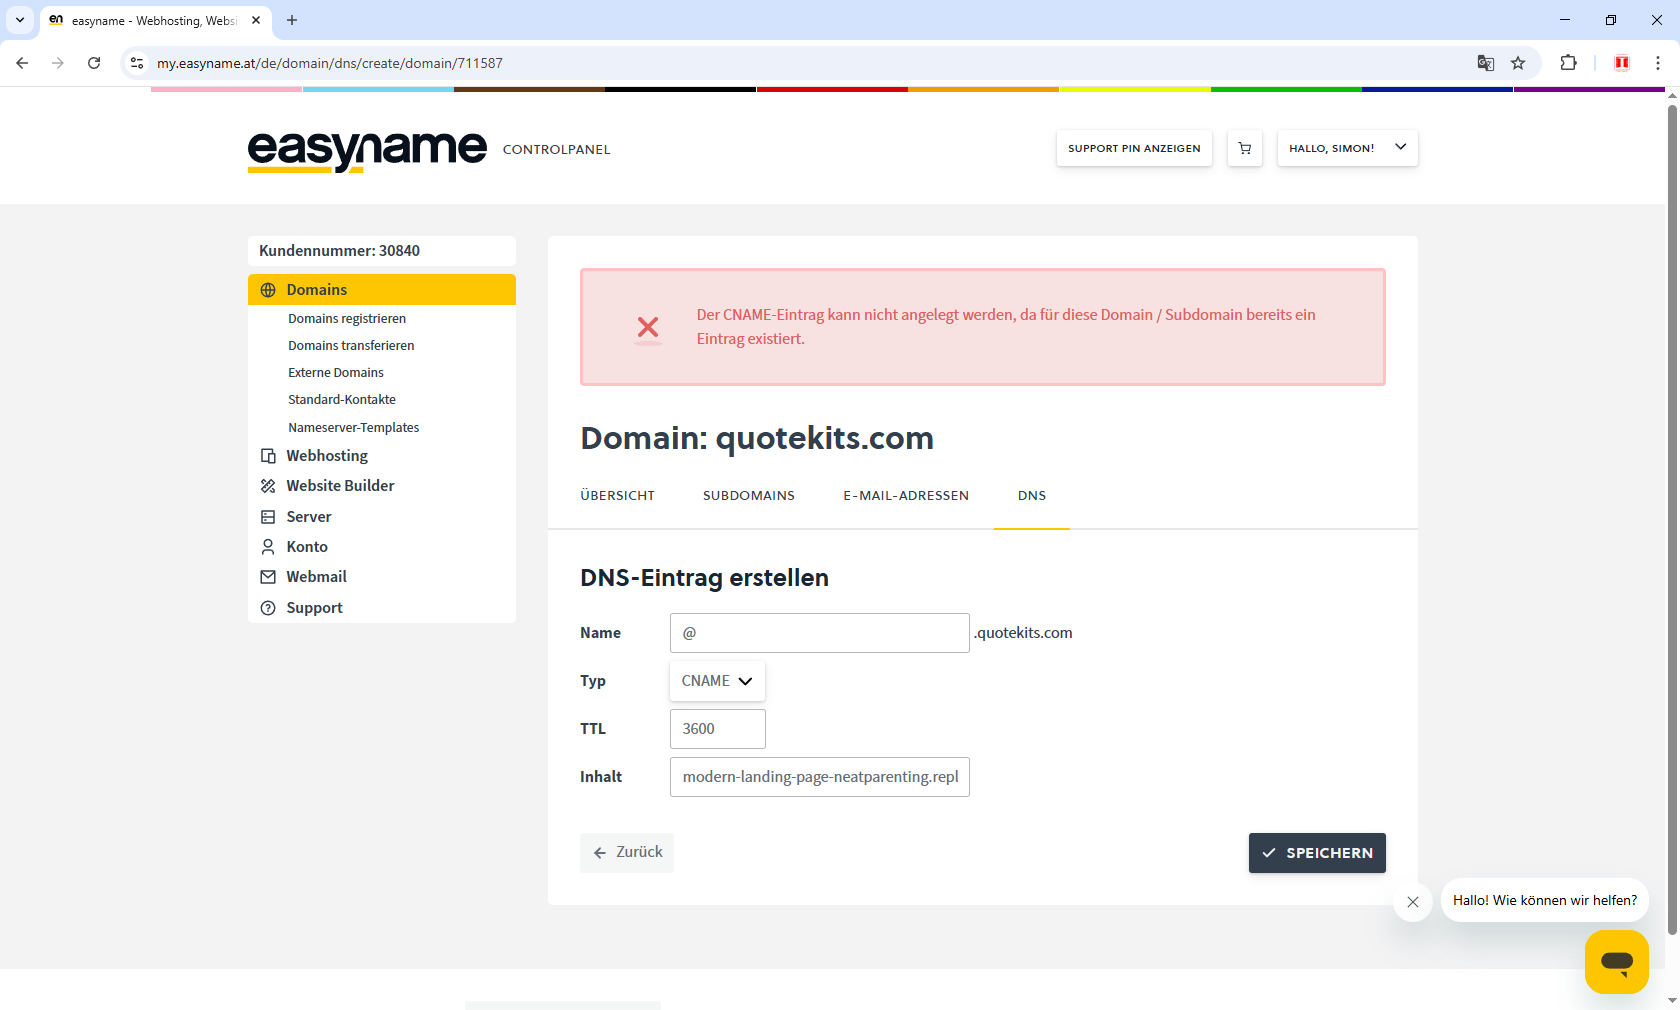 easyname - Webhosting, Websi
my.easyname.at/de/domain/dns/create/domain/711587
easyname CONTROLPANEL
SUPPORT PIN ANZEIGEN
HALLO, SIMON!
Kundennummer: 30840
Domains
Domains registrieren
Domains transferieren
Externe Domains
Standard-Kontakte
Nameserver-Templates
Webhosting
Website Builder
Server
Konto
Webmail
Support
Der CNAME-Eintrag kann nicht angelegt werden, da für diese Domain / Subdomain bereits ein
Eintrag existiert.
Domain: quotekits.com
ÜBERSICHT SUBDOMAINS E-MAIL-ADRESSEN DNS
DNS-Eintrag erstellen
Name @ .quotekits.com
Typ CNAME
TTL 3600
Inhalt modern-landing-page-neatparenting.repl
Zurück
SPEICHERN
Hallo! Wie können wir helfen?